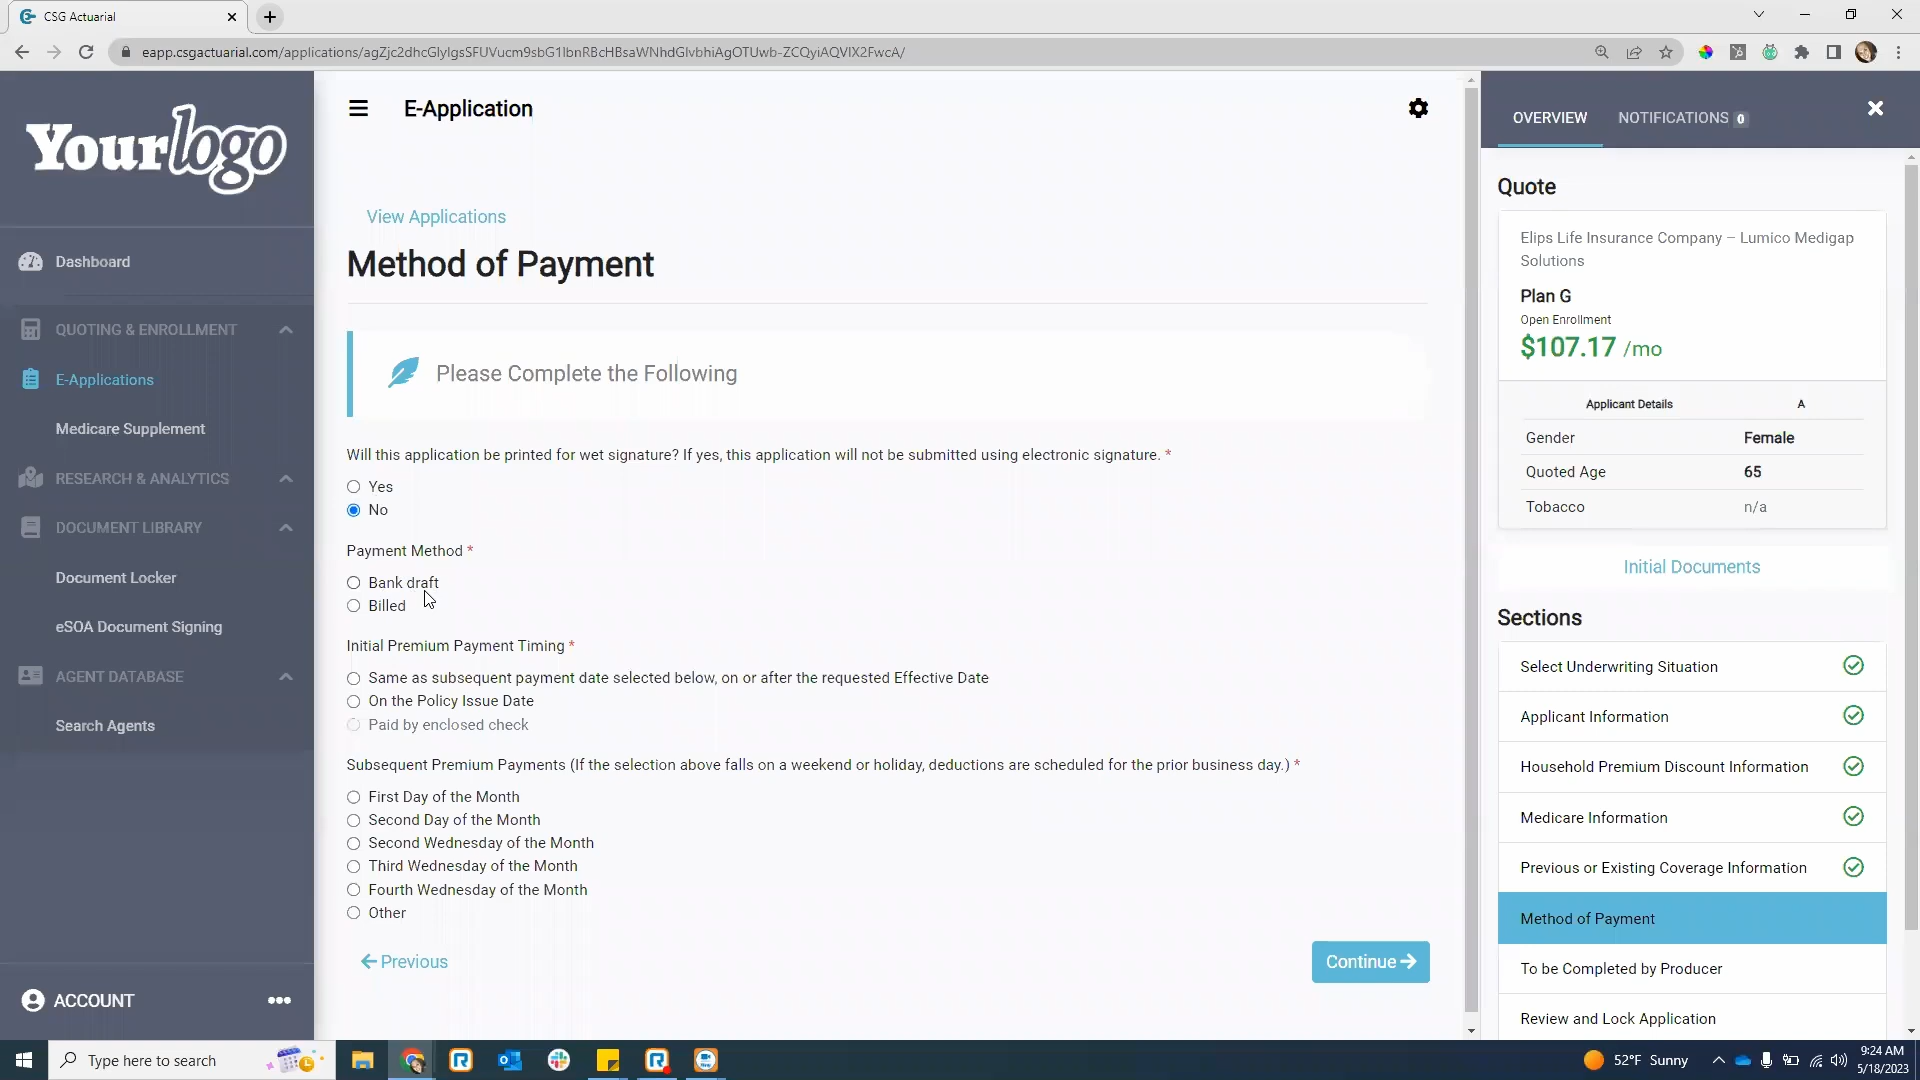 CSG Actuarial
eapp.csgactuarial.com/applications/agZjc2dhcGlyIgsSFUVucm9sbG1lbnRBcHBsaWNhdGlvbhiAgOTUwb-ZCQyiAQVIX2FwcA/
Yourlogo
Dashboard
QUOTING & ENROLLMENT
E-Applications
Medicare Supplement
RESEARCH & ANALYTICS
DOCUMENT LIBRARY
Document Locker
eSOA Document Signing
AGENT DATABASE
Search Agents
ACCOUNT
E-Application
View Applications
Method of Payment
Please Complete the Following
Will this application be printed for wet signature? If yes, this application will not be submitted using electronic signature. *
Yes
No
Payment Method *
Bank draft
Billed
Initial Premium Payment Timing *
Same as subsequent payment date selected below, on or after the requested Effective Date
On the Policy Issue Date
Paid by enclosed check
Subsequent Premium Payments (If the selection above falls on a weekend or holiday, deductions are scheduled for the prior business day.) *
First Day of the Month
Second Day of the Month
Second Wednesday of the Month
Third Wednesday of the Month
Fourth Wednesday of the Month
Other
Previous
Continue
OVERVIEW NOTIFICATIONS 0
Quote
Elips Life Insurance Company – Lumico Medigap
Solutions
Plan G
Open Enrollment
$107.17 /mo
Applicant Details A
Gender Female
Quoted Age 65
Tobacco n/a
Initial Documents
Sections
Select Underwriting Situation
Applicant Information
Household Premium Discount Information
Medicare Information
Previous or Existing Coverage Information
Method of Payment
To be Completed by Producer
Review and Lock Application
Type here to search
52°F Sunny
9:24 AM
5/18/2023